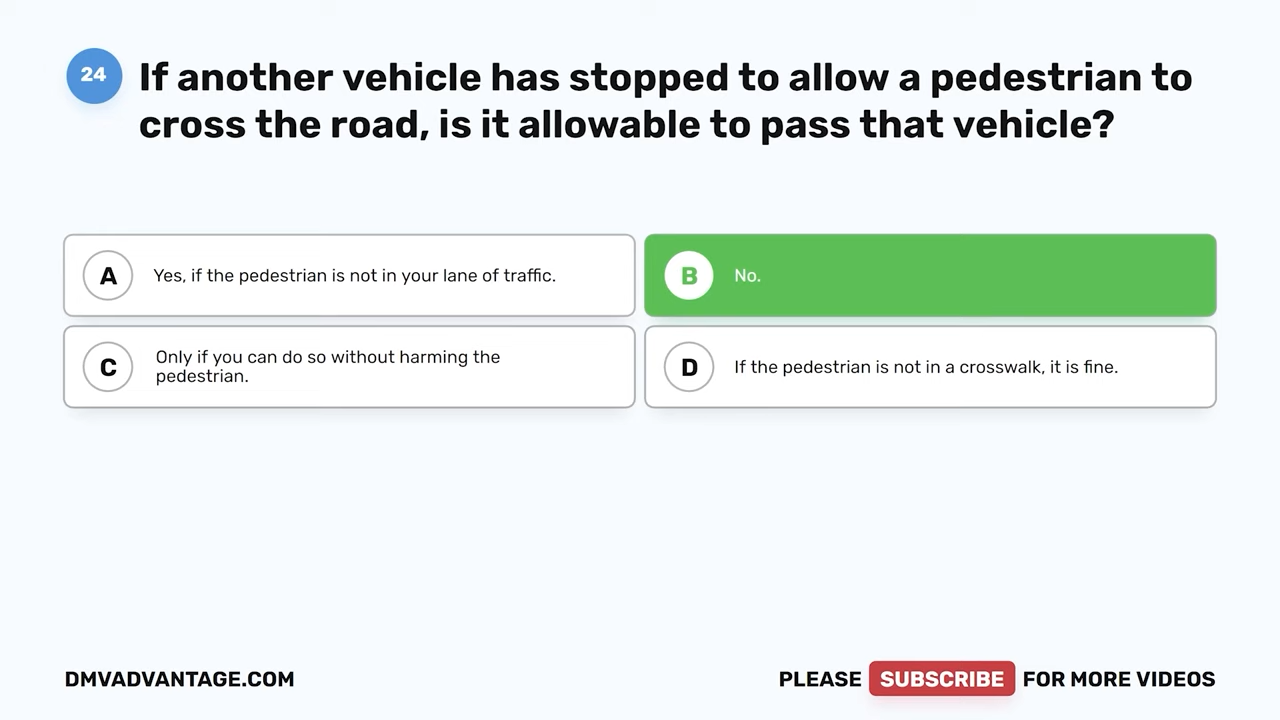 24
If another vehicle has stopped to allow a pedestrian to
cross the road, is it allowable to pass that vehicle?
A
Yes, if the pedestrian is not in your lane of traffic.
B
No.
C
Only if you can do so without harming the
pedestrian.
D
If the pedestrian is not in a crosswalk, it is fine.
DMVADVANTAGE.COM
PLEASE SUBSCRIBE FOR MORE VIDEOS